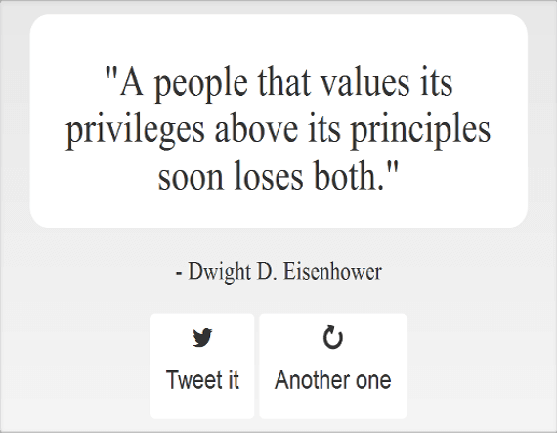 "A people that values its
privileges above its principles
soon loses both."
- Dwight D. Eisenhower
Tweet it
Another one